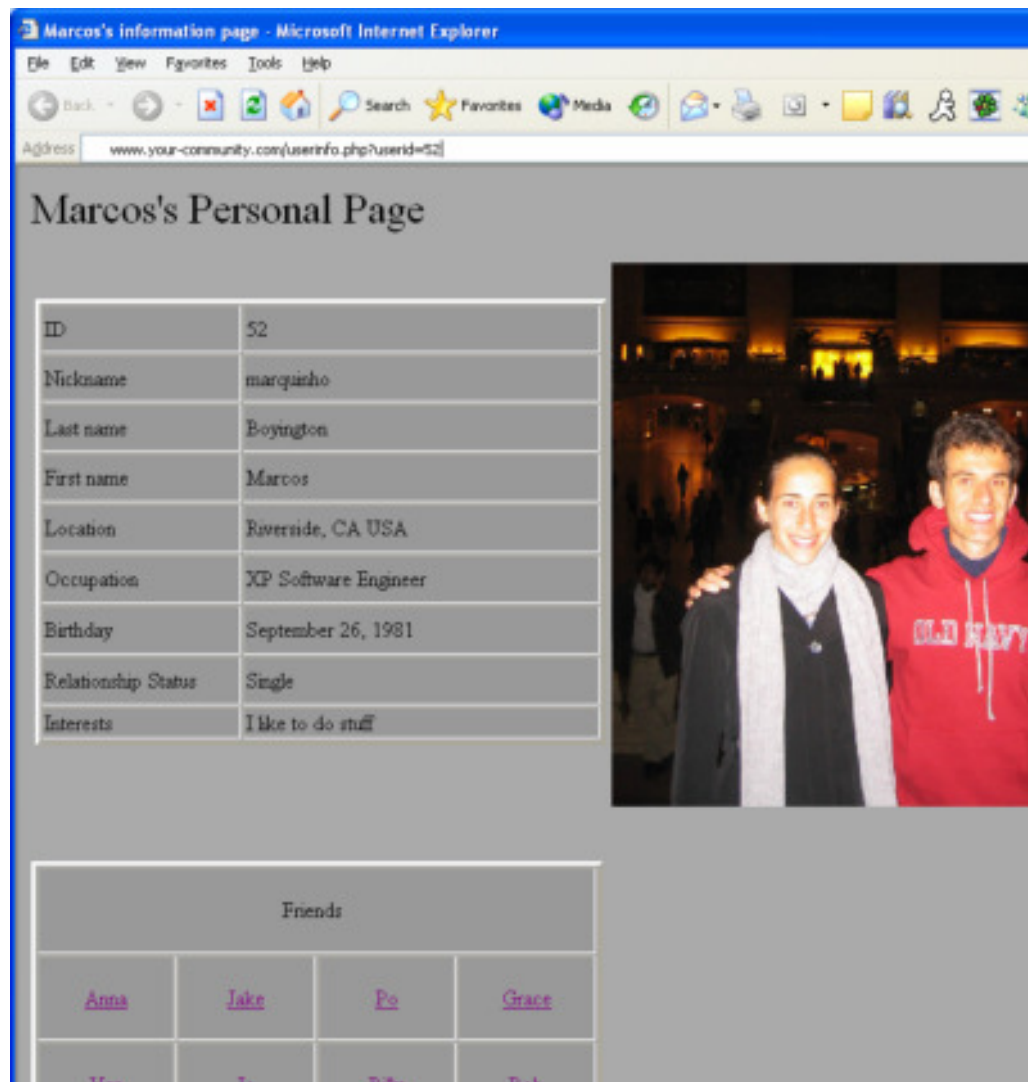 Marcos's information page - Microsoft Internet Explorer
File Edit View Favorites Tools Help
Back Search Favorites Media
Address www.your-community.com/userinfo.php?userid=52
Marcos's Personal Page
ID 52
Nickname marquinho
Last name Boyington
First name Marcos
Location Riverside, CA USA
Occupation XP Software Engineer
Birthday September 26, 1981
Relationship Status Single
Interests I like to do stuff
OLD NAVY
Friends
Anna Jake Po Grace